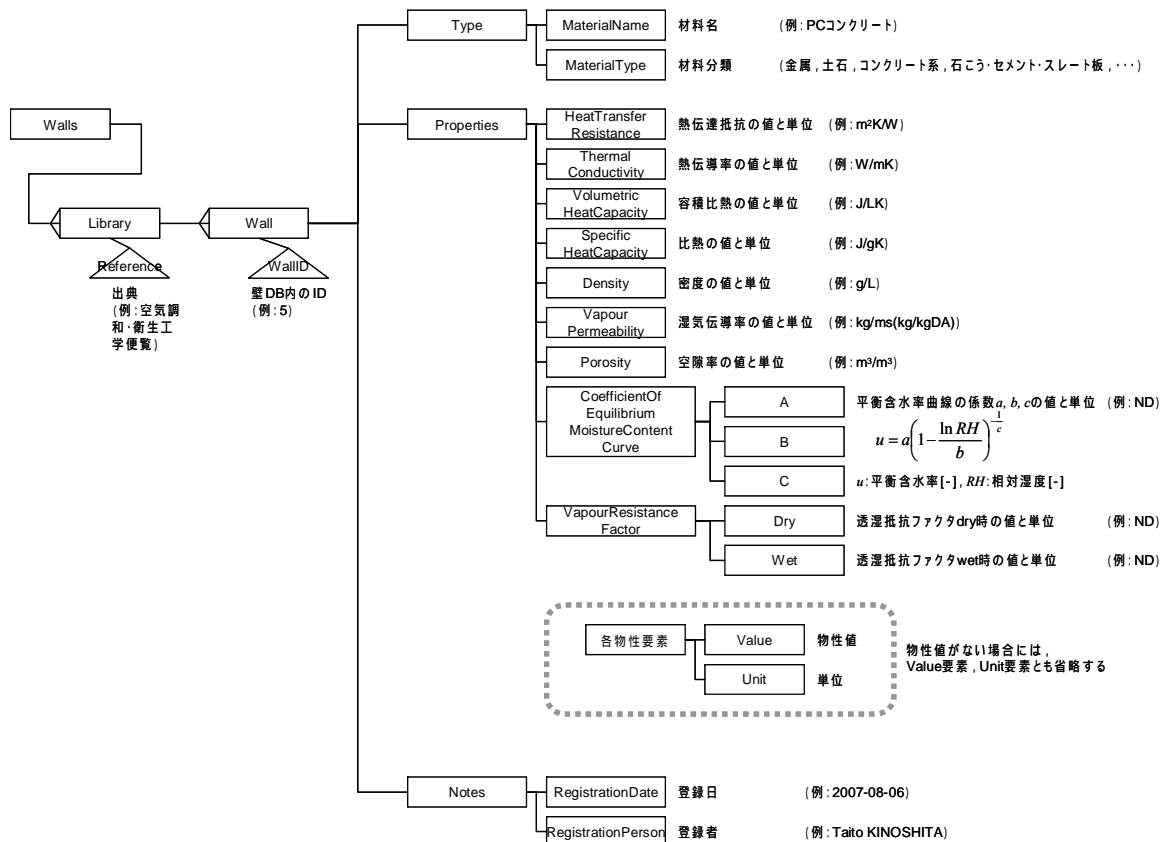 Type
MaterialName
材料名 (例:PCコンクリート)
MaterialType
材料分類 (金属,土石,コンクリート系,石こう・セメント・スレート板,・・・)
Walls
Properties
HeatTransfer
Resistance
熱伝達抵抗の値と単位 (例:m²K/W)
Thermal
Conductivity
熱伝導率の値と単位 (例:W/mK)
Volumetric
HeatCapacity
容積比熱の値と単位 (例:J/LK)
Library
Wall
Specific
HeatCapacity
比熱の値と単位 (例:J/gK)
Reference
WallID
出典
(例:空気調
和・衛生工
学便覧)
壁DB内のID
(例:5)
Density
密度の値と単位 (例:g/L)
Vapour
Permeability
湿気伝導率の値と単位 (例:kg/ms(kg/kgDA))
Porosity
空隙率の値と単位 (例:m³/m³)
CoefficientOf
Equilibrium
MoistureContent
Curve
A
平衡含水率曲線の係数a, b, cの値と単位 (例:ND)
B
u = a(1 − ln RH / b)^(−1/c)
C
u:平衡含水率[-],RH:相対湿度[-]
VapourResistance
Factor
Dry
透湿抵抗ファクタdry時の値と単位 (例:ND)
Wet
透湿抵抗ファクタwet時の値と単位 (例:ND)
各物性要素
Value
物性値
Unit
単位
物性値がない場合には,
Value要素,Unit要素とも省略する
Notes
RegistrationDate
登録日 (例:2007-08-06)
RegistrationPerson
登録者 (例:Taito KINOSHITA)